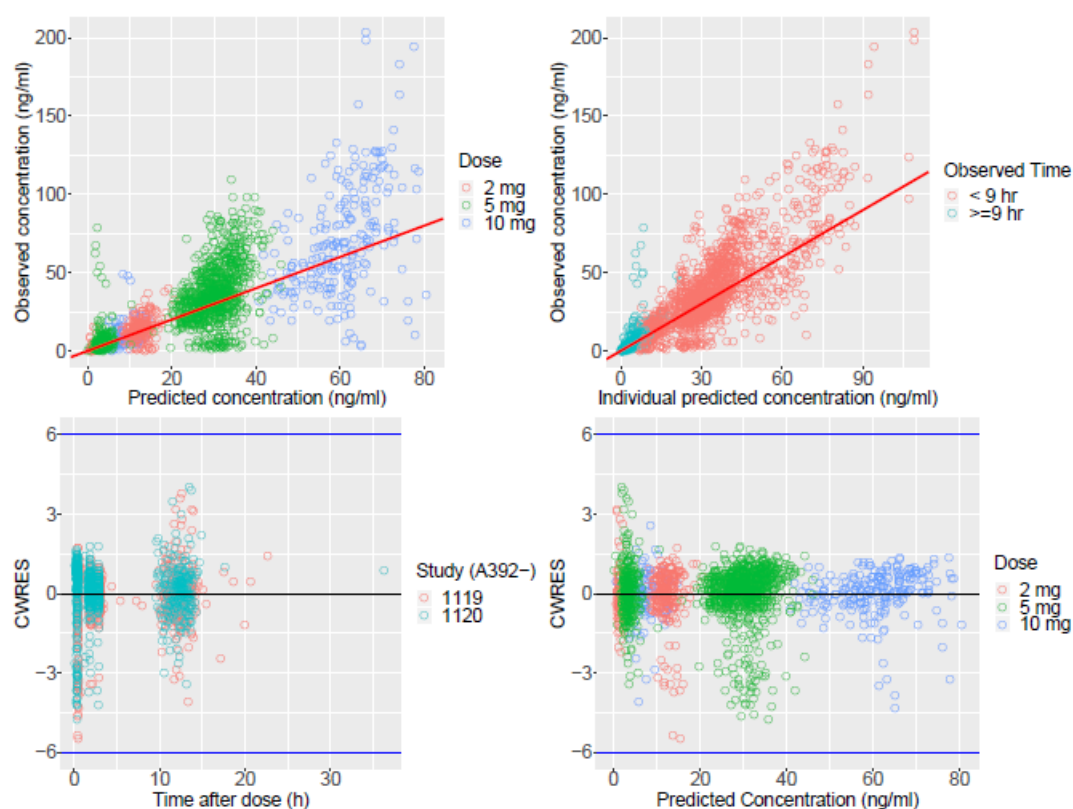 200
150
100
50
0
Observed concentration (ng/ml)
0
20
40
60
80
Predicted concentration (ng/ml)
Dose
2 mg
5 mg
10 mg
200
150
100
50
0
Observed concentration (ng/ml)
0
30
60
90
Individual predicted concentration (ng/ml)
Observed Time
< 9 hr
>=9 hr
6
3
0
−3
−6
CWRES
0
10
20
30
Time after dose (h)
Study (A392−)
1119
1120
6
3
0
−3
−6
CWRES
0
20
40
60
80
Predicted Concentration (ng/ml)
Dose
2 mg
5 mg
10 mg